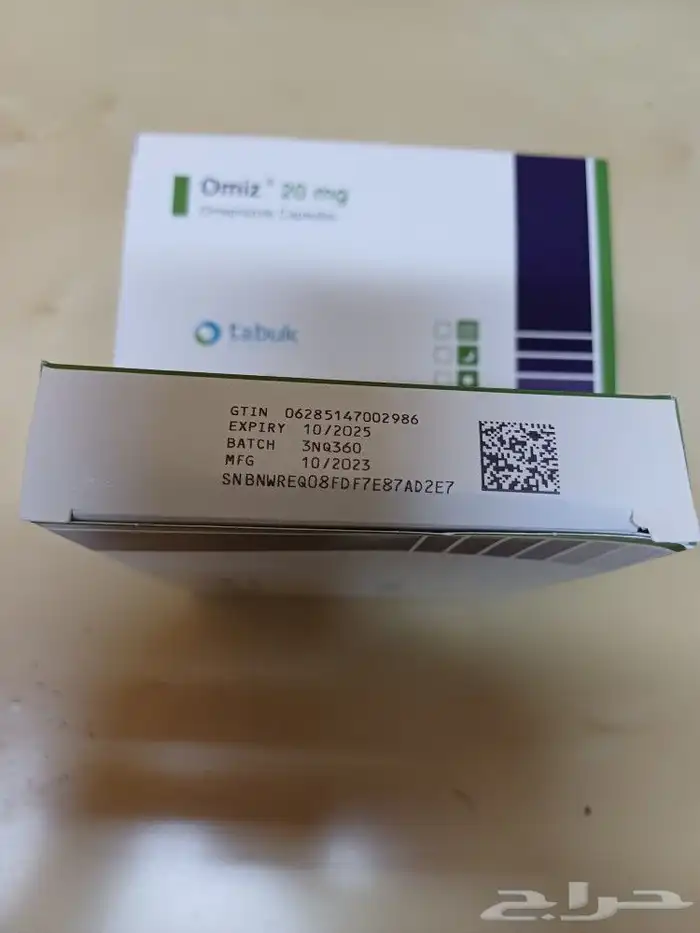 Omiz® 20 mg
Omeprazole Capsules
tabuk
GTIN 06285147002986
EXPIRY 10/2025
BATCH 3NQ360
MFG 10/2023
SNBNWREQ08FDF7E87AD2E7
حراج